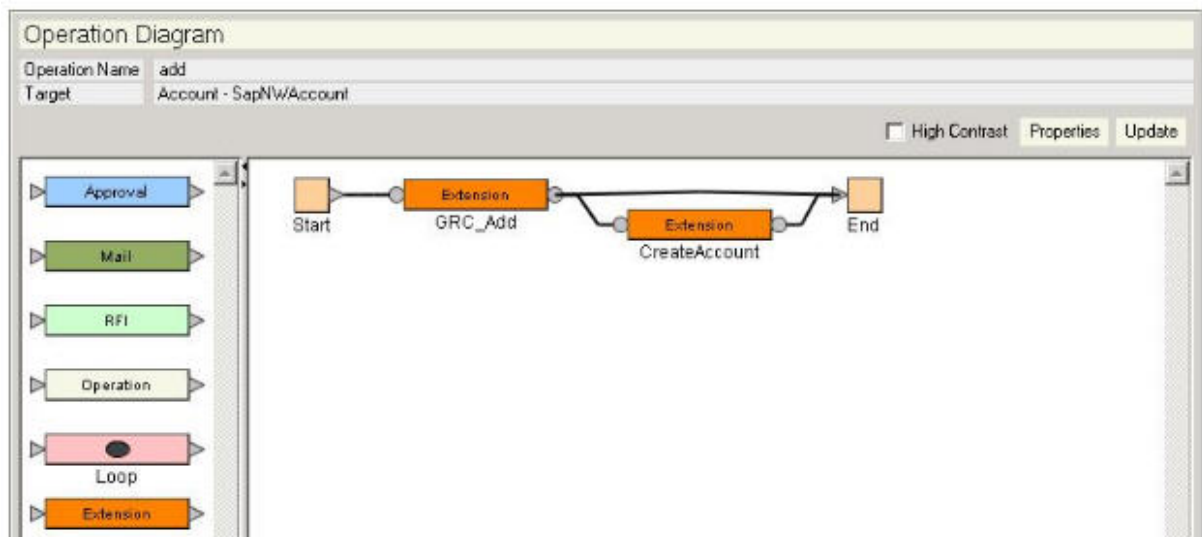 Operation Diagram
Operation Name add
Target Account - SapNWAccount
High Contrast Properties Update
Approval
Mail
RFI
Operation
Loop
Extension
Start
Extension
GRC_Add
Extension
CreateAccount
End